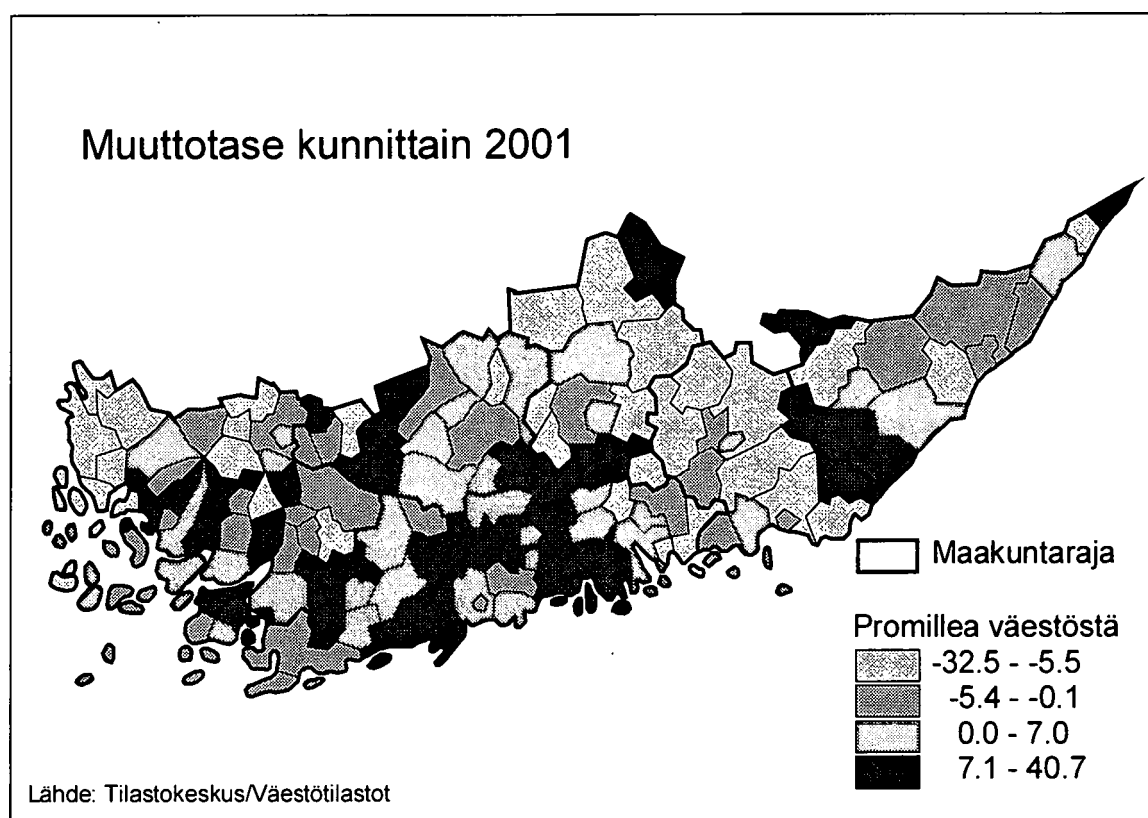 Muuttotase kunnittain 2001
Maakuntaraja
Promillea väestöstä
-32.5 - -5.5
-5.4 - -0.1
0.0 - 7.0
7.1 - 40.7
Lähde: Tilastokeskus/Väestötilastot